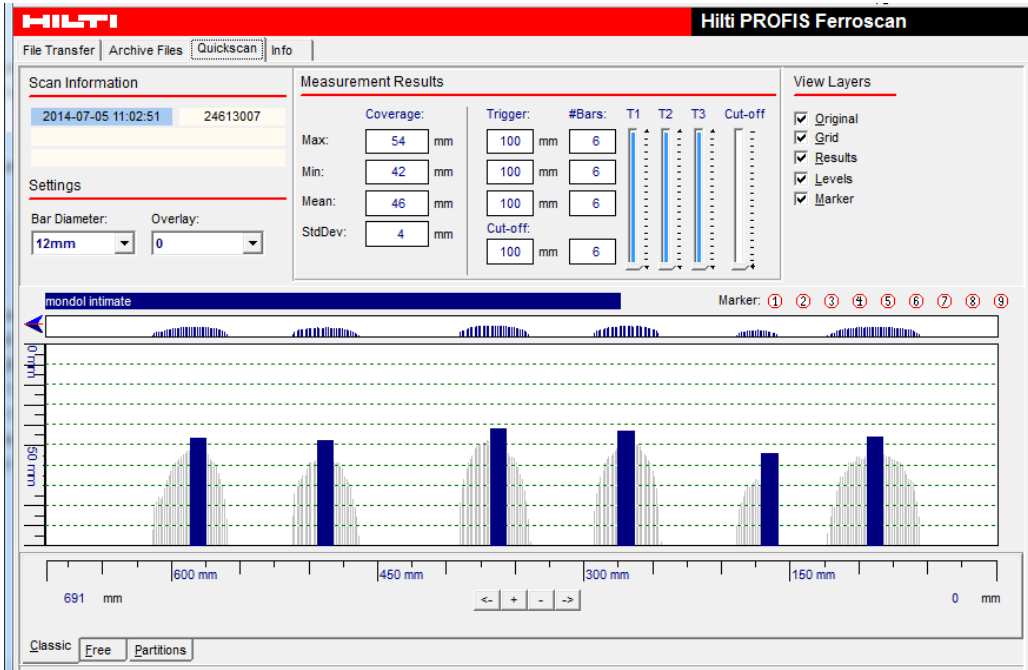 HILTI
Hilti PROFIS Ferroscan
File Transfer Archive Files Quickscan Info
Scan Information
2014-07-05 11:02:51 24613007
Settings
Bar Diameter: Overlay:
12mm 0
Measurement Results
Coverage: Trigger: #Bars: T1 T2 T3 Cut-off
Max: 54 mm 100 mm 6
Min: 42 mm 100 mm 6
Mean: 46 mm 100 mm 6
StdDev: 4 mm
Cut-off:
100 mm 6
View Layers
Original
Grid
Results
Levels
Marker
mondol intimate
Marker: ① ② ③ ④ ⑤ ⑥ ⑦ ⑧ ⑨
0 mm
50 mm
600 mm 450 mm 300 mm 150 mm
691 mm <- + - -> 0 mm
Classic Free Partitions